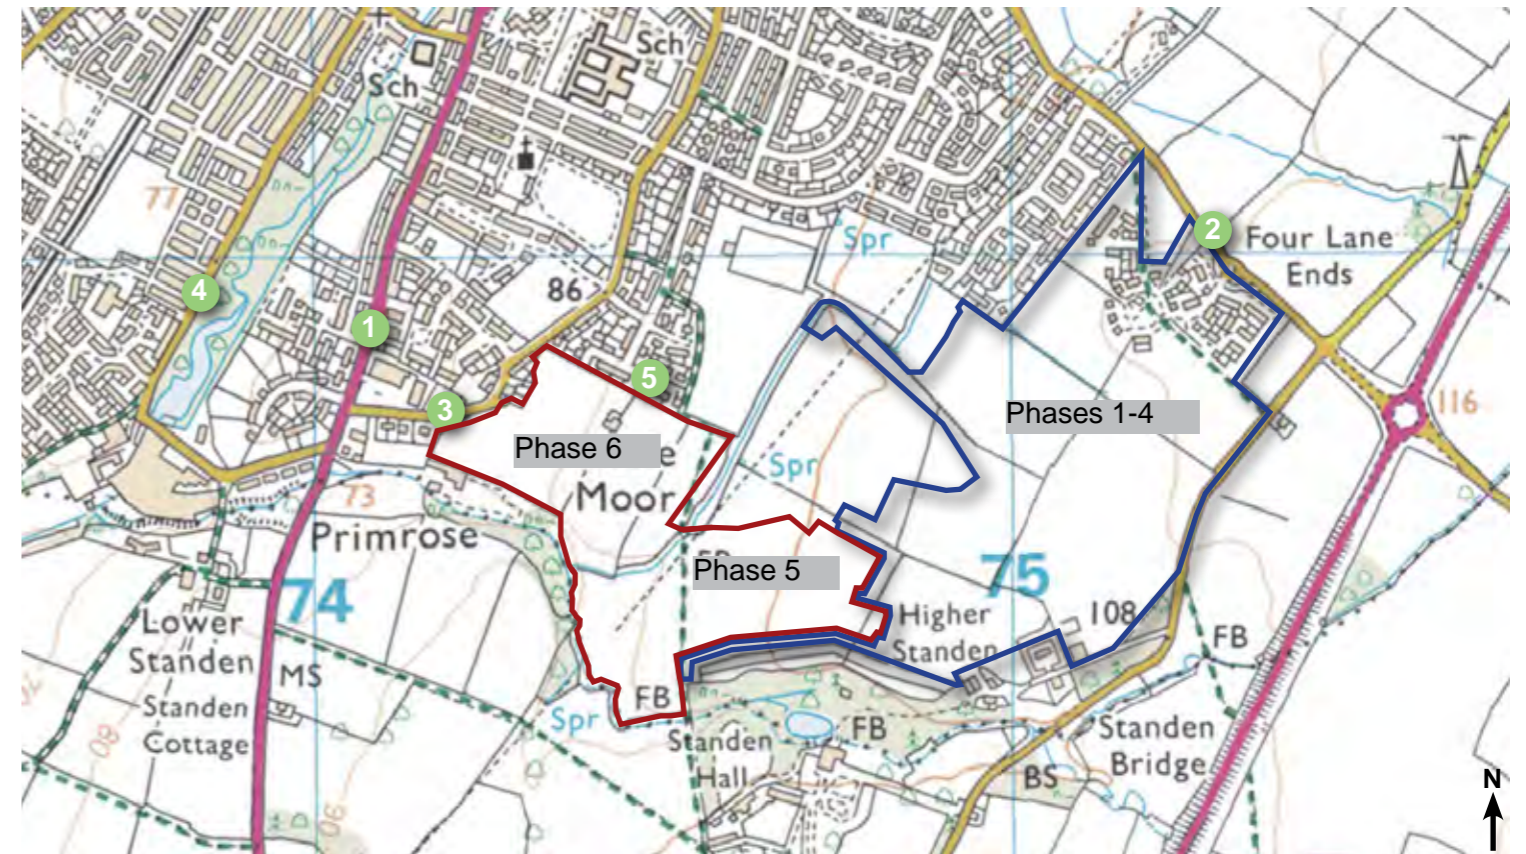 Sch
Sch
77
Spr
2
Four Lane
Ends
4
86
1
5
3
Phases 1-4
116
Phase 6
e
Moor
Spr
73
Primrose
Phase 5
75
74
Higher
Standen
108
Lower
Standen
FB
MS
FB
Spr
Standen
Cottage
Standen
Hall
FB
Standen
Bridge
BS
N
80
90